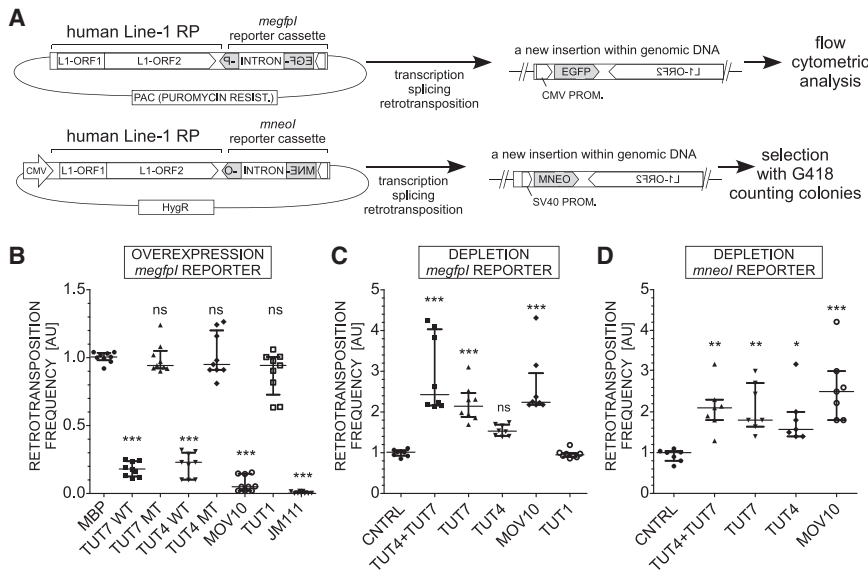 A
human Line-1 RP
megfpI
reporter cassette
L1-ORF1
L1-ORF2
P-
INTRON
EGF-
PAC (PUROMYCIN RESIST.)
transcription
splicing
retrotransposition
a new insertion within genomic DNA
EGFP
L1-ORF2
CMV PROM.
flow
cytometric
analysis
human Line-1 RP
mneoI
reporter cassette
CMV
L1-ORF1
L1-ORF2
O-
INTRON
MNE-
HygR
transcription
splicing
retrotransposition
a new insertion within genomic DNA
MNEO
L1-ORF2
SV40 PROM.
selection
with G418
counting colonies
B
OVEREXPRESSION
megfpI REPORTER
RETROTRANSPOSITION
FREQUENCY [AU]
1.5
1.0
0.5
0.0
ns
ns
ns
***
***
***
***
MBP
TUT7 WT
TUT7 MT
TUT4 WT
TUT4 MT
MOV10
TUT1
JM111
C
DEPLETION
megfpI REPORTER
RETROTRANSPOSITION
FREQUENCY [AU]
5
4
3
2
1
0
***
***
ns
***
CNTRL
TUT4+TUT7
TUT7
TUT4
MOV10
TUT1
D
DEPLETION
mneoI REPORTER
RETROTRANSPOSITION
FREQUENCY [AU]
5
4
3
2
1
0
**
**
*
***
CNTRL
TUT4+TUT7
TUT7
TUT4
MOV10